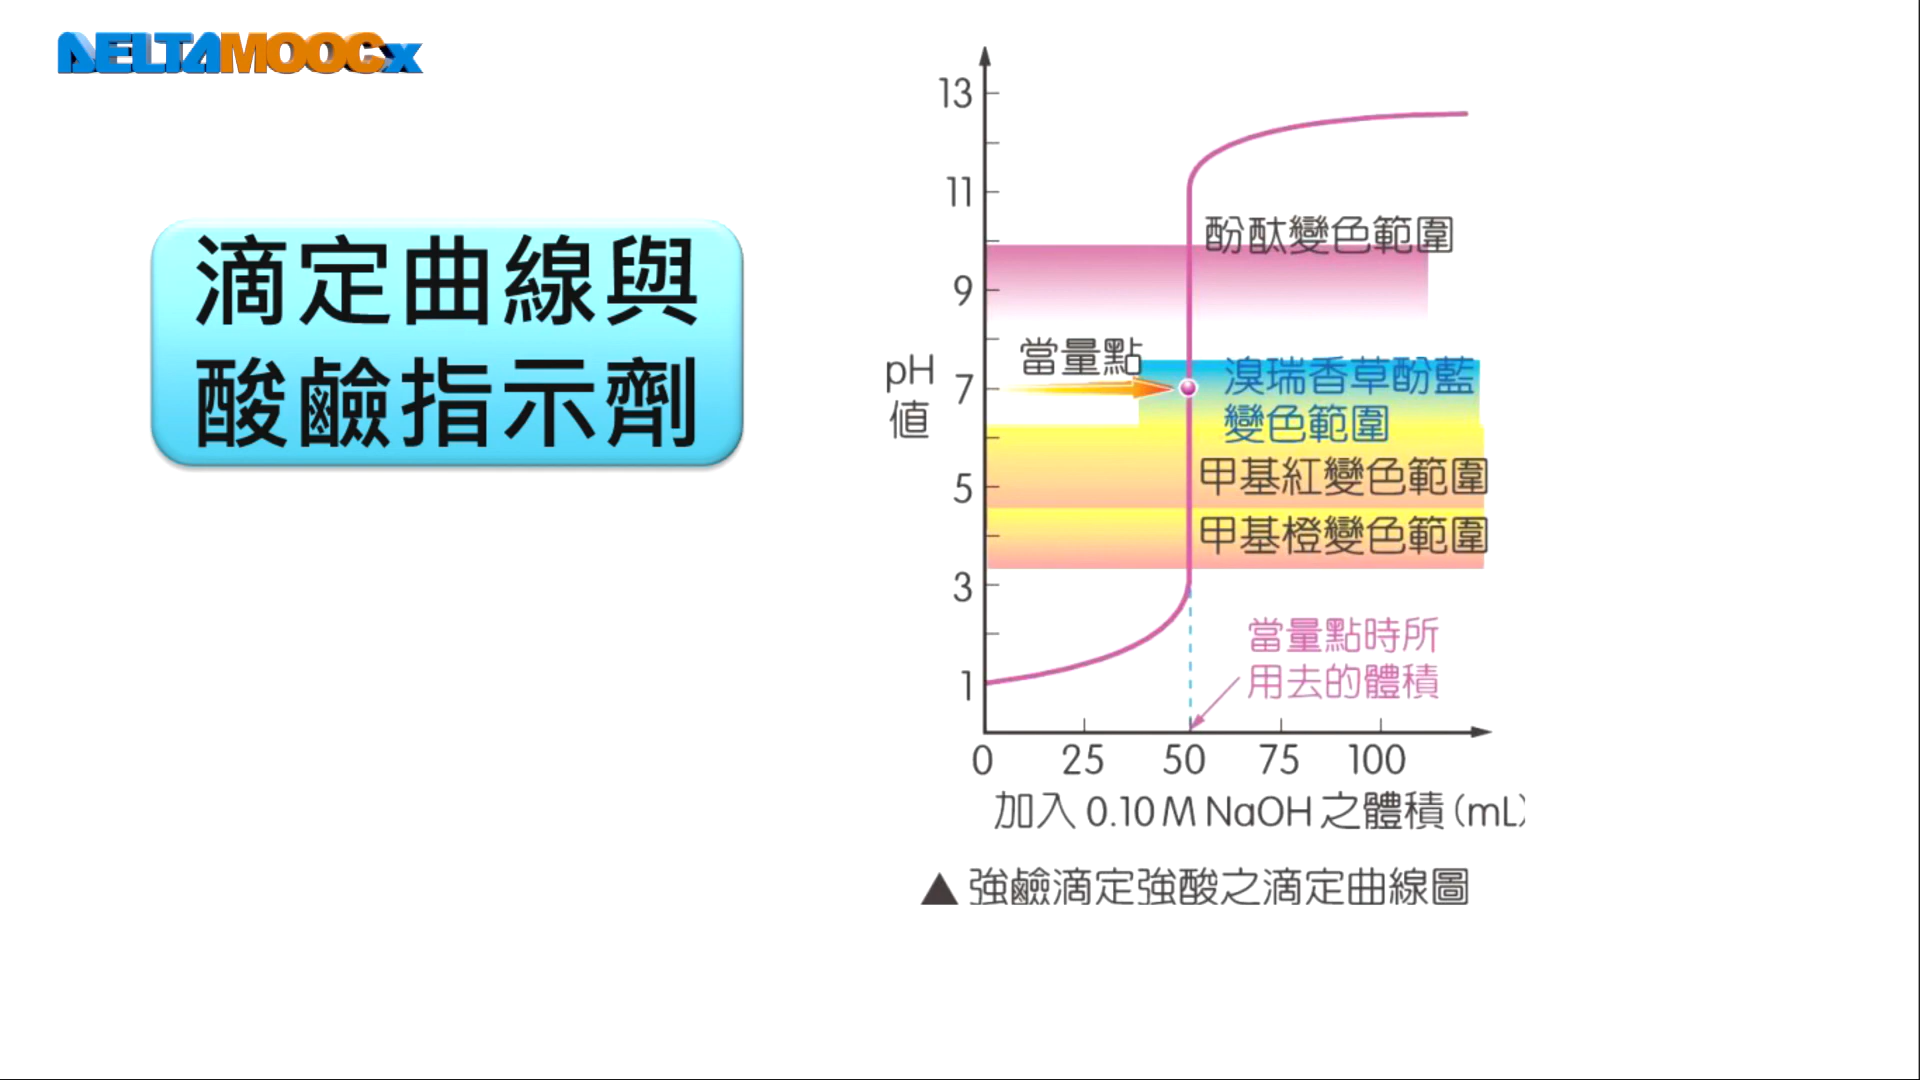 DELTAMOOCx
滴定曲線與
酸鹼指示劑
13
11
9
7
5
3
1
pH
值
酚酞變色範圍
當量點
溴瑞香草酚藍
變色範圍
甲基紅變色範圍
甲基橙變色範圍
當量點時所
用去的體積
0 25 50 75 100
加入 0.10 M NaOH 之體積 (mL)
▲ 強鹼滴定強酸之滴定曲線圖